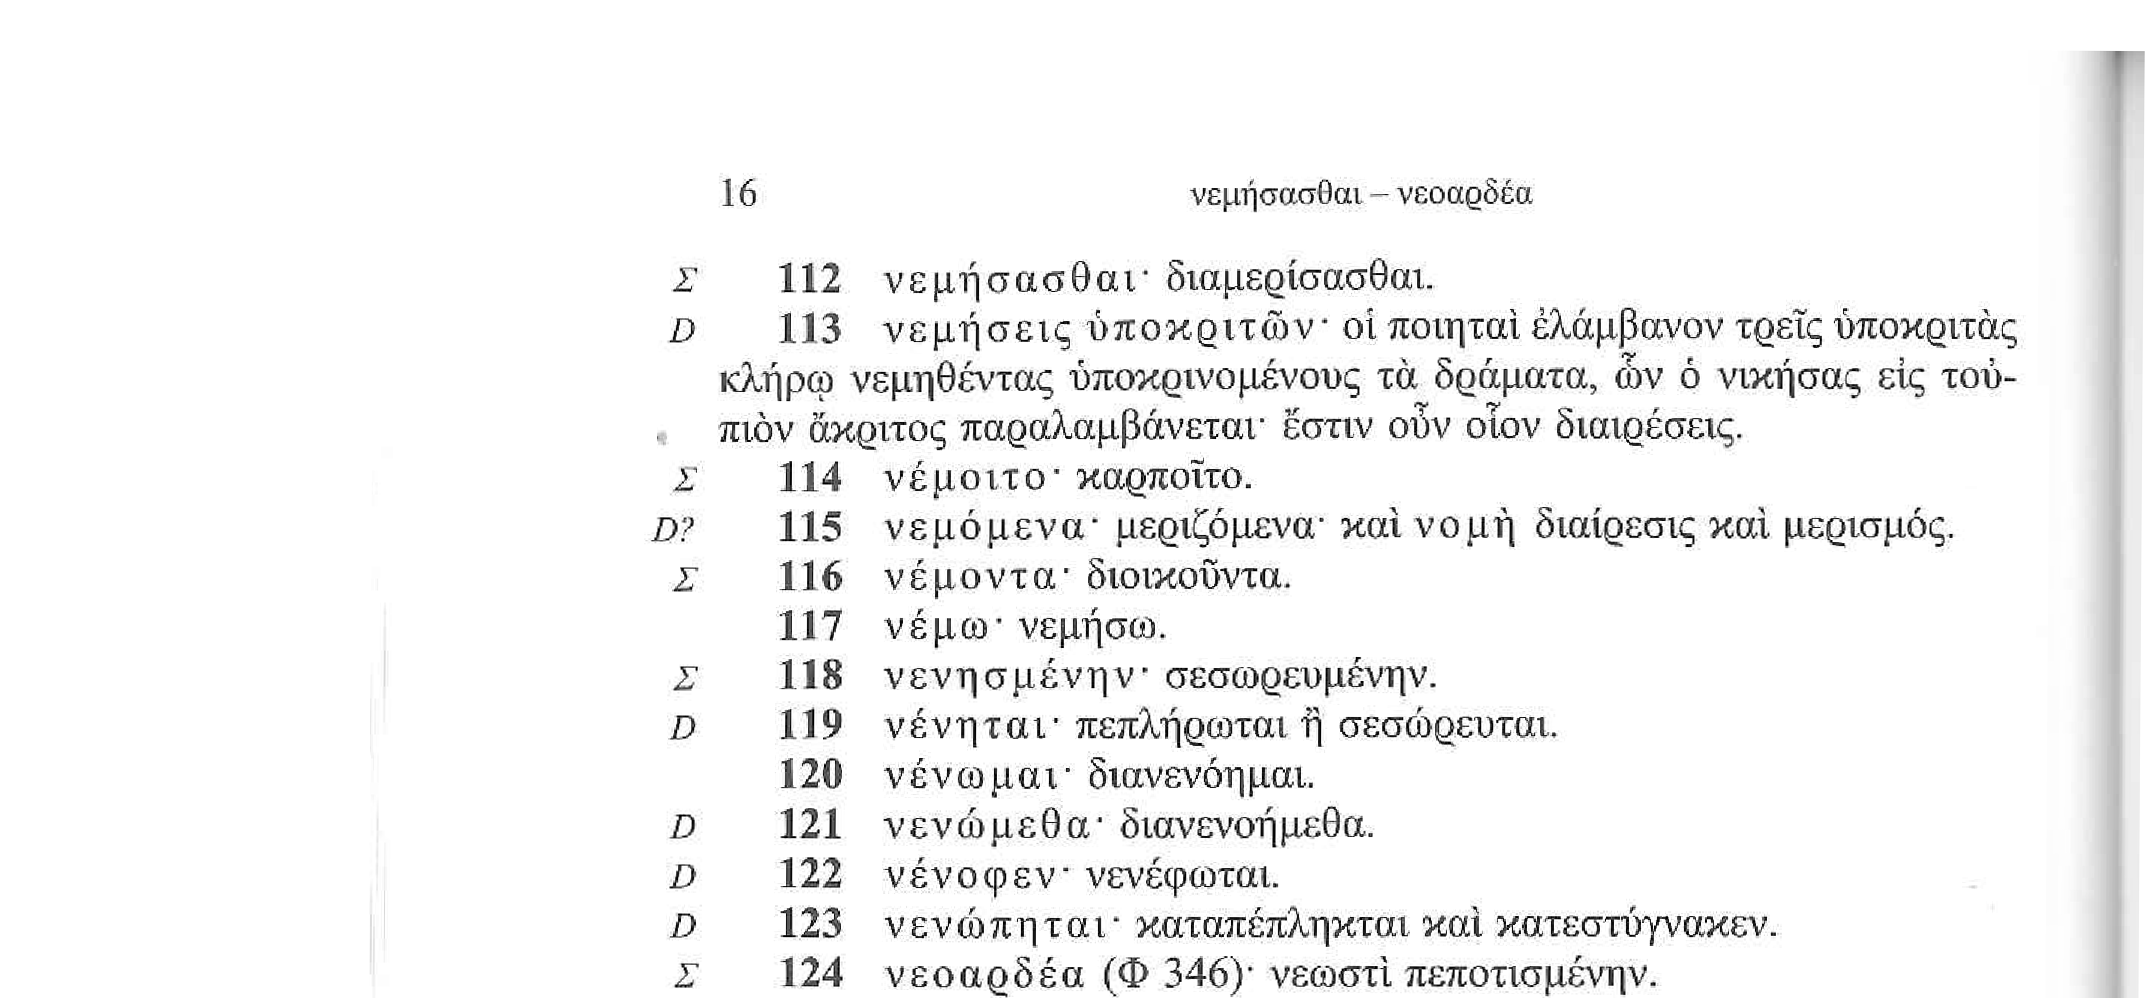 16 νεμήσασθαι – νεοαρδέα
Σ 112 νεμήσασθαι· διαμερίσασθαι.
D 113 νεμήσεις ὑποκριτῶν· οἱ ποιηταὶ ἐλάμβανον τρεῖς ὑποκριτὰς
κλήρῳ νεμηθέντας ὑποκρινομένους τὰ δράματα, ὧν ὁ νικήσας εἰς τοὐ-
πιὸν ἄκριτος παραλαμβάνεται· ἔστιν οὖν οἷον διαιρέσεις.
Σ 114 νέμοιτο· καρποῖτο.
D? 115 νεμόμενα· μεριζόμενα· καὶ νομὴ διαίρεσις καὶ μερισμός.
Σ 116 νέμοντα· διοικοῦντα.
117 νέμω· νεμήσω.
Σ 118 νενησμένην· σεσωρευμένην.
D 119 νένηται· πεπλήρωται ἢ σεσώρευται.
120 νένωμαι· διανενόημαι.
D 121 νενώμεθα· διανενοήμεθα.
D 122 νένοφεν· νενέφωται.
D 123 νενώπηται· καταπέπληκται καὶ κατεστύγνακεν.
Σ 124 νεοαρδέα (Φ 346)· νεωστὶ πεποτισμένην.